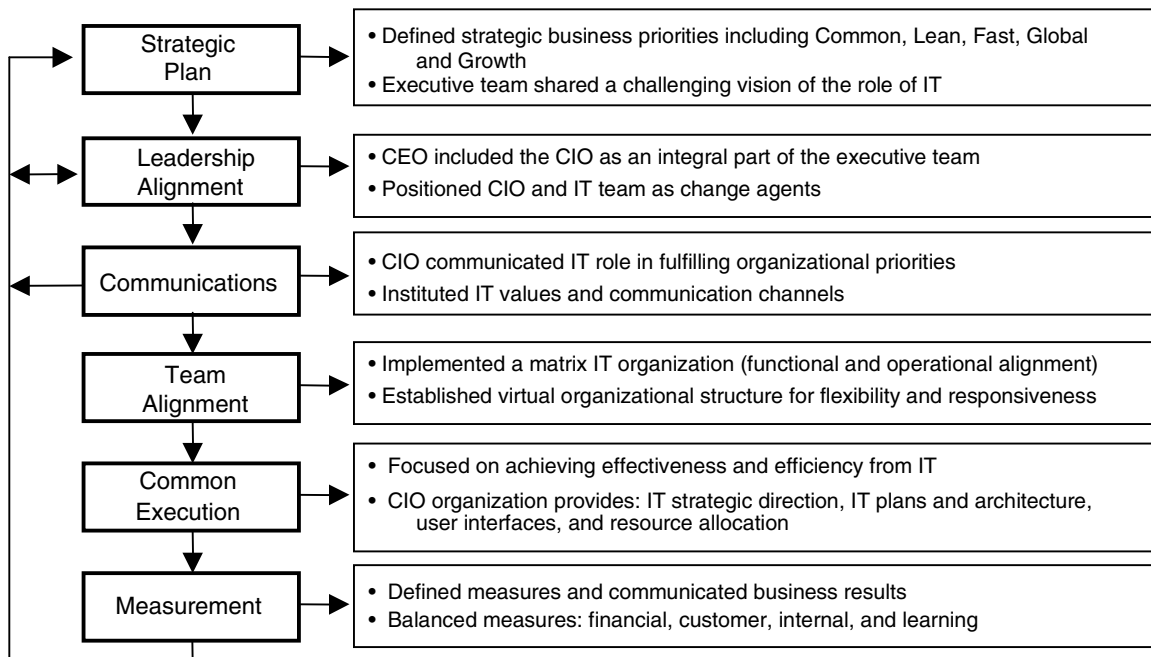 Strategic
Plan
• Defined strategic business priorities including Common, Lean, Fast, Global
and Growth
• Executive team shared a challenging vision of the role of IT
Leadership
Alignment
• CEO included the CIO as an integral part of the executive team
• Positioned CIO and IT team as change agents
Communications
• CIO communicated IT role in fulfilling organizational priorities
• Instituted IT values and communication channels
Team
Alignment
• Implemented a matrix IT organization (functional and operational alignment)
• Established virtual organizational structure for flexibility and responsiveness
Common
Execution
• Focused on achieving effectiveness and efficiency from IT
• CIO organization provides: IT strategic direction, IT plans and architecture,
user interfaces, and resource allocation
Measurement
• Defined measures and communicated business results
• Balanced measures: financial, customer, internal, and learning